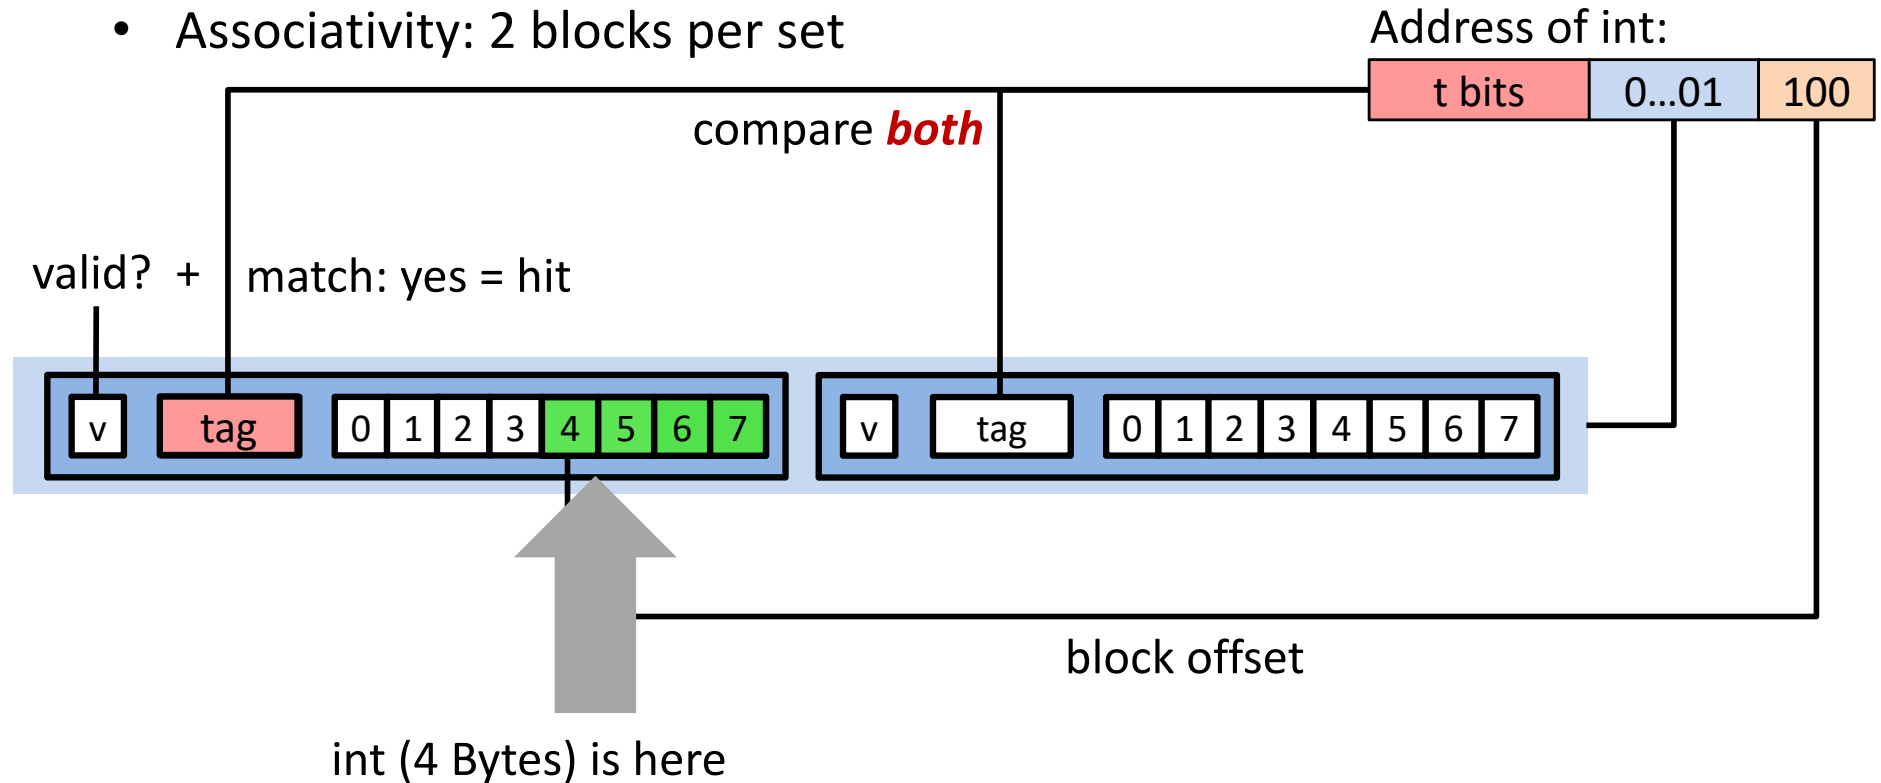 • Associativity: 2 blocks per set
Address of int:
t bits 0...01 100
compare both
valid? + match: yes = hit
v tag 0 1 2 3 4 5 6 7 v tag 0 1 2 3 4 5 6 7
block offset
int (4 Bytes) is here